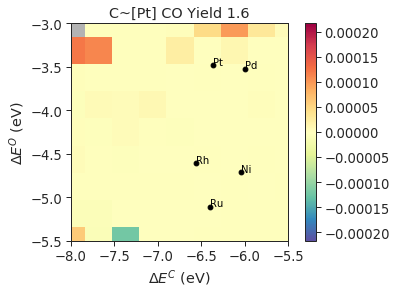 C~[Pt] CO Yield 1.6
−3.0
−3.5
−4.0
−4.5
−5.0
−5.5
ΔE^O (eV)
Pt
Pd
Rh
Ni
Ru
−8.0 −7.5 −7.0 −6.5 −6.0 −5.5
ΔE^C (eV)
0.00020
0.00015
0.00010
0.00005
0.00000
−0.00005
−0.00010
−0.00015
−0.00020